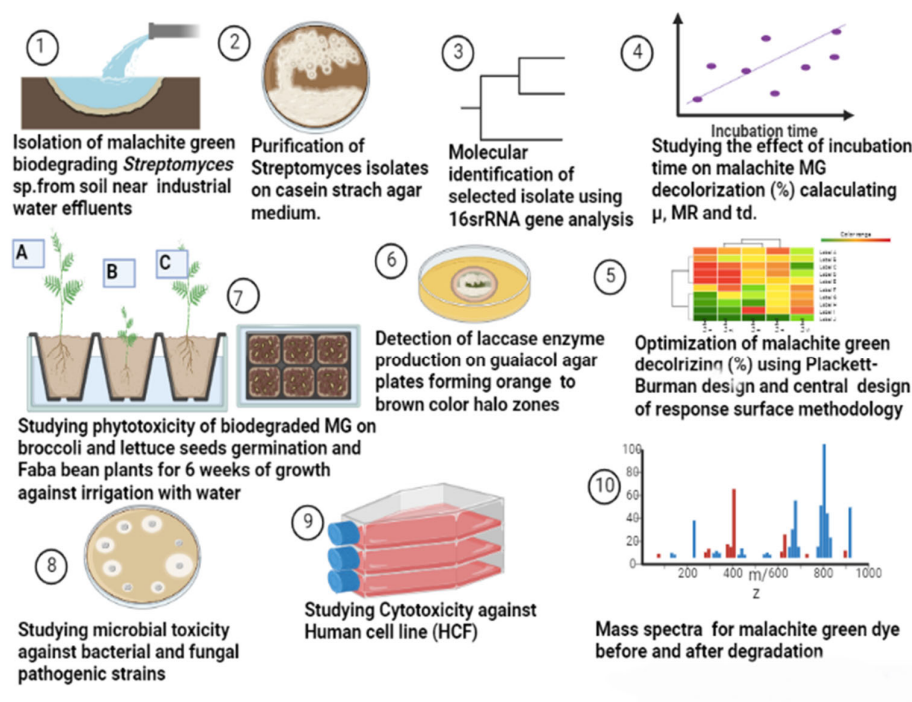 1
Isolation of malachite green
biodegrading Streptomyces
sp.from soil near industrial
water effluents
2
Purification of
Streptomyces isolates
on casein strach agar
medium.
3
Molecular
identification of
selected isolate using
16srRNA gene analysis
4
Incubation time
Studying the effect of incubation
time on malachite MG
decolorization (%) calaculating
µ, MR and td.
A
B
C
7
Studying phytotoxicity of biodegraded MG on
broccoli and lettuce seeds germination and
Faba bean plants for 6 weeks of growth
against irrigation with water
6
Detection of laccase enzyme
production on guaiacol agar
plates forming orange to
brown color halo zones
5
Color range
Optimization of malachite green
decolrizing (%) using Plackett-
Burman design and central design
of response surface methodology
8
Studying microbial toxicity
against bacterial and fungal
pathogenic strains
9
Studying Cytotoxicity against
Human cell line (HCF)
10
100
80
60
40
20
0
200 400 m/600 800 1000
z
Mass spectra for malachite green dye
before and after degradation